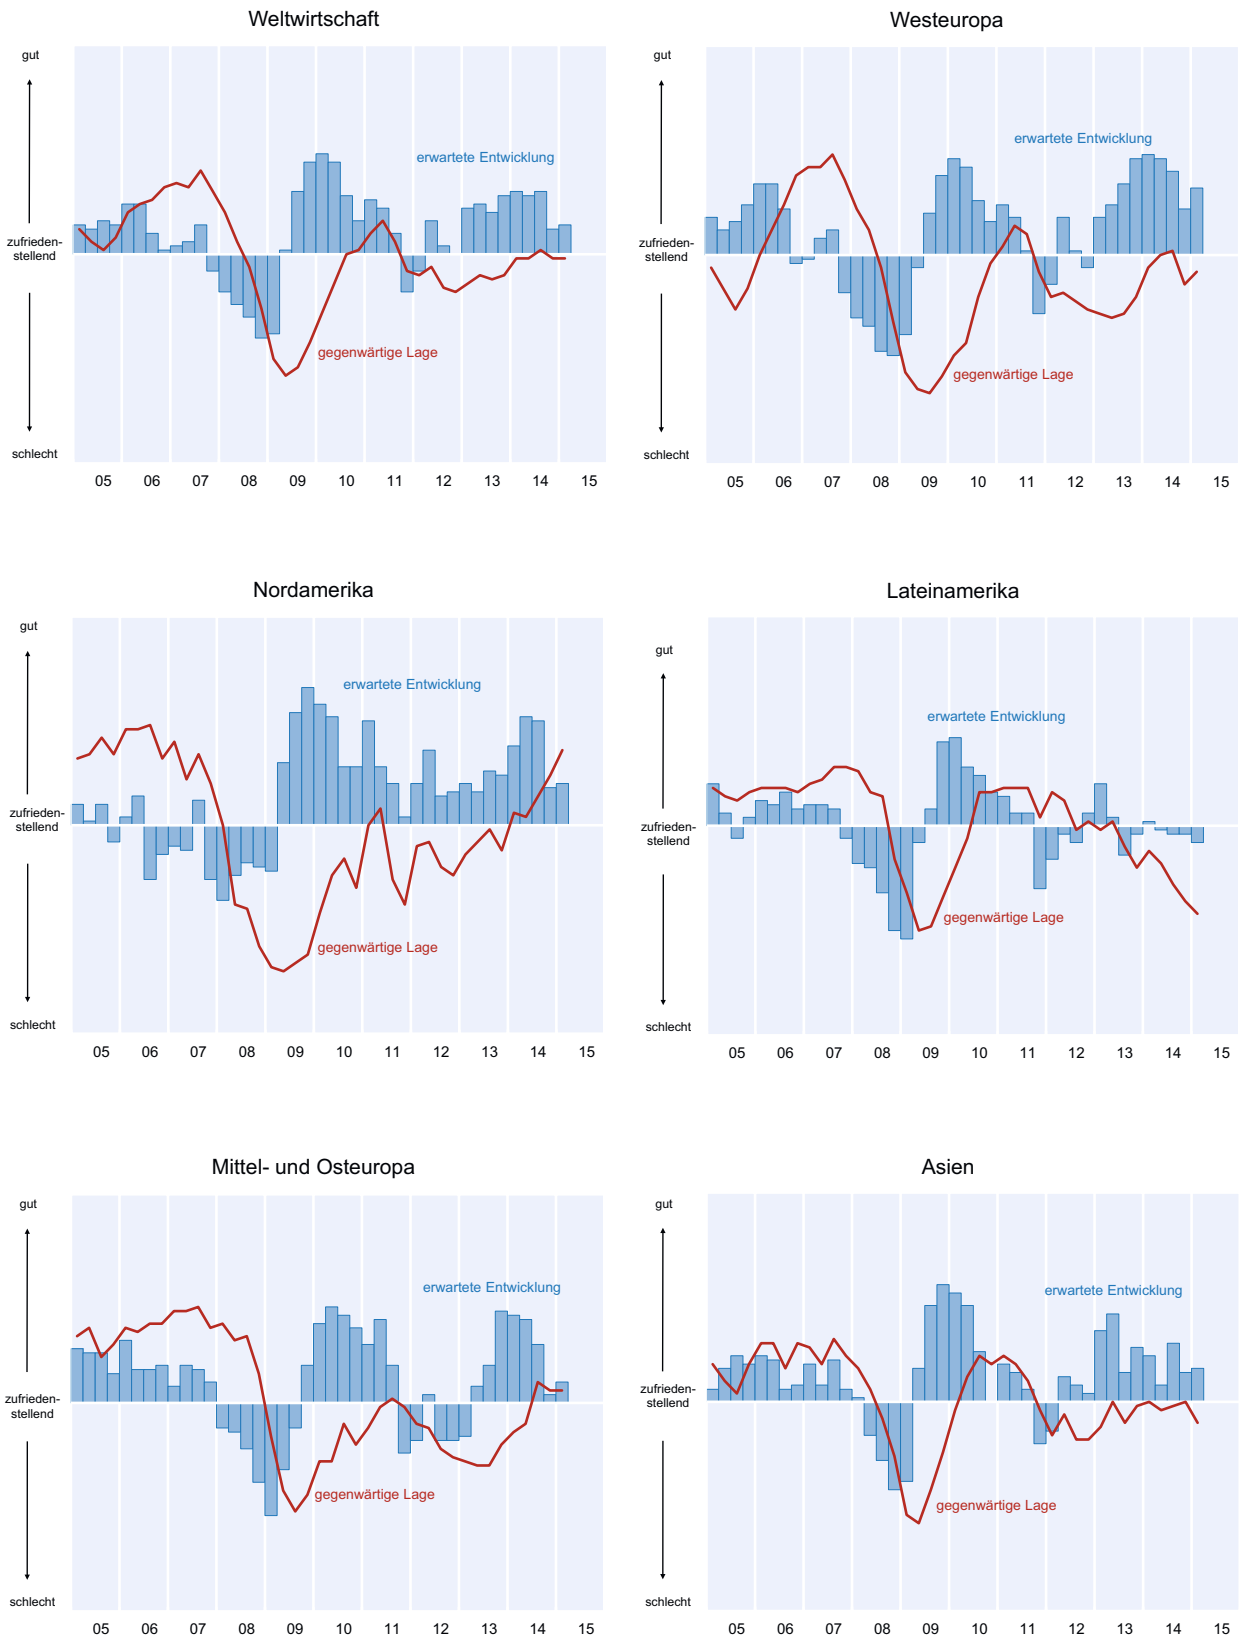 Weltwirtschaft
gut
erwartete Entwicklung
zufrieden-
stellend
gegenwärtige Lage
schlecht
05 06 07 08 09 10 11 12 13 14 15
Westeuropa
gut
erwartete Entwicklung
zufrieden-
stellend
gegenwärtige Lage
schlecht
05 06 07 08 09 10 11 12 13 14 15
Nordamerika
gut
erwartete Entwicklung
zufrieden-
stellend
gegenwärtige Lage
schlecht
05 06 07 08 09 10 11 12 13 14 15
Lateinamerika
gut
erwartete Entwicklung
zufrieden-
stellend
gegenwärtige Lage
schlecht
05 06 07 08 09 10 11 12 13 14 15
Mittel- und Osteuropa
gut
erwartete Entwicklung
zufrieden-
stellend
gegenwärtige Lage
schlecht
05 06 07 08 09 10 11 12 13 14 15
Asien
gut
erwartete Entwicklung
zufrieden-
stellend
gegenwärtige Lage
schlecht
05 06 07 08 09 10 11 12 13 14 15